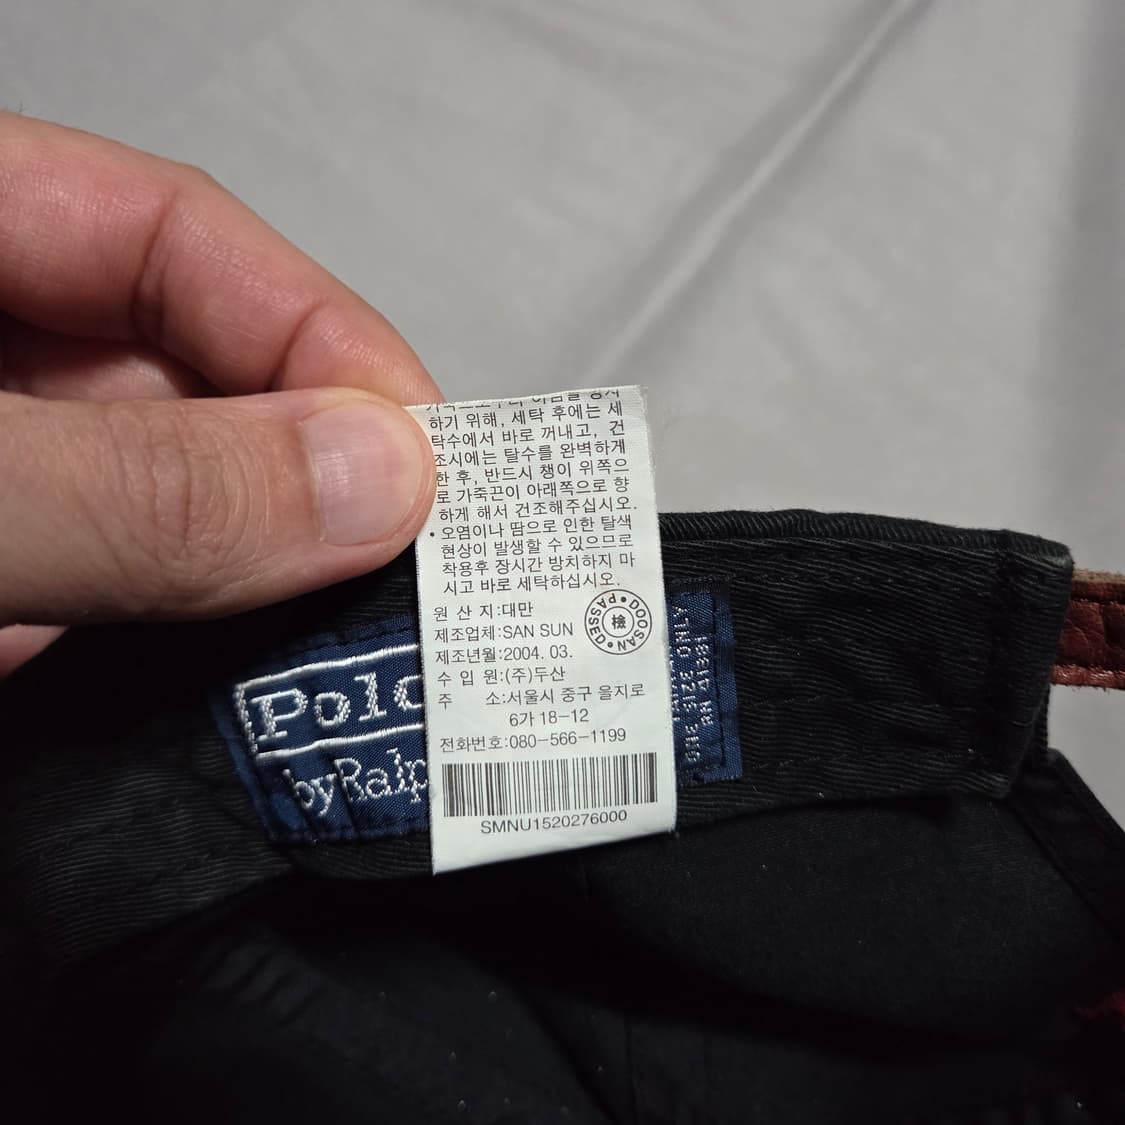 하기 위해, 세탁 후에는 세
탁수에서 바로 꺼내고, 건
조시에는 탈수를 완벽하게
한 후, 반드시 챙이 위쪽으
로 가죽끈이 아래쪽으로 향
하게 해서 건조해주십시오.
• 오염이나 땀으로 인한 탈색
현상이 발생할 수 있으므로
착용후 장시간 방치하지 마
시고 바로 세탁하십시오.
원 산 지:대만
제조업체:SAN SUN
제조년월:2004. 03.
수 입 원:(주)두산
주 소:서울시 중구 을지로
6가 18-12
전화번호:080-566-1199
SMNU1520276000
DOOSAN • PASSED •
檢
Polo
by Ralp
ONE SIZE ONLY